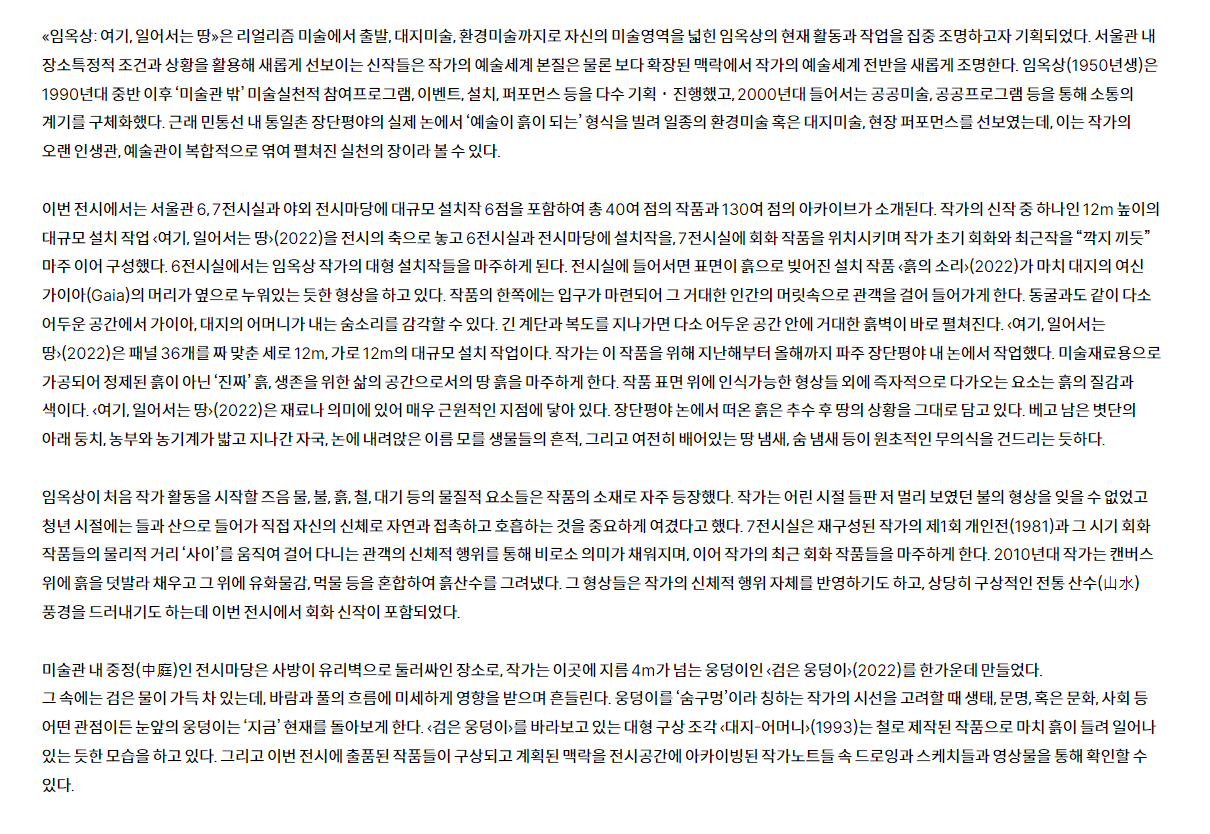 «임옥상: 여기, 일어서는 땅»은 리얼리즘 미술에서 출발, 대지미술, 환경미술까지로 자신의 미술영역을 넓힌 임옥상의 현재 활동과 작업을 집중 조명하고자 기획되었다. 서울관 내
장소특정적 조건과 상황을 활용해 새롭게 선보이는 신작들은 작가의 예술세계 본질은 물론 보다 확장된 맥락에서 작가의 예술세계 전반을 새롭게 조명한다. 임옥상(1950년생)은
1990년대 중반 이후 ‘미술관 밖’ 미술실천적 참여프로그램, 이벤트, 설치, 퍼포먼스 등을 다수 기획・진행했고, 2000년대 들어서는 공공미술, 공공프로그램 등을 통해 소통의
계기를 구체화했다. 근래 민통선 내 통일촌 장단평야의 실제 논에서 ‘예술이 흙이 되는’ 형식을 빌려 일종의 환경미술 혹은 대지미술, 현장 퍼포먼스를 선보였는데, 이는 작가의
오랜 인생관, 예술관이 복합적으로 엮여 펼쳐진 실천의 장이라 볼 수 있다.
이번 전시에서는 서울관 6, 7전시실과 야외 전시마당에 대규모 설치작 6점을 포함하여 총 40여 점의 작품과 130여 점의 아카이브가 소개된다. 작가의 신작 중 하나인 12m 높이의
대규모 설치 작업 ‹여기, 일어서는 땅›(2022)을 전시의 축으로 놓고 6전시실과 전시마당에 설치작을, 7전시실에 회화 작품을 위치시키며 작가 초기 회화와 최근작을 “깍지 끼듯”
마주 이어 구성했다. 6전시실에서는 임옥상 작가의 대형 설치작들을 마주하게 된다. 전시실에 들어서면 표면이 흙으로 빚어진 설치 작품 ‹흙의 소리›(2022)가 마치 대지의 여신
가이아(Gaia)의 머리가 옆으로 누워있는 듯한 형상을 하고 있다. 작품의 한쪽에는 입구가 마련되어 그 거대한 인간의 머릿속으로 관객을 걸어 들어가게 한다. 동굴과도 같이 다소
어두운 공간에서 가이아, 대지의 어머니가 내는 숨소리를 감각할 수 있다. 긴 계단과 복도를 지나가면 다소 어두운 공간 안에 거대한 흙벽이 바로 펼쳐진다. ‹여기, 일어서는
땅›(2022)은 패널 36개를 짜 맞춘 세로 12m, 가로 12m의 대규모 설치 작업이다. 작가는 이 작품을 위해 지난해부터 올해까지 파주 장단평야 내 논에서 작업했다. 미술재료용으로
가공되어 정제된 흙이 아닌 ‘진짜’ 흙, 생존을 위한 삶의 공간으로서의 땅 흙을 마주하게 한다. 작품 표면 위에 인식가능한 형상들 외에 즉자적으로 다가오는 요소는 흙의 질감과
색이다. ‹여기, 일어서는 땅›(2022)은 재료나 의미에 있어 매우 근원적인 지점에 닿아 있다. 장단평야 논에서 떠온 흙은 추수 후 땅의 상황을 그대로 담고 있다. 베고 남은 볏단의
아래 둥치, 농부와 농기계가 밟고 지나간 자국, 논에 내려앉은 이름 모를 생물들의 흔적, 그리고 여전히 배어있는 땅 냄새, 숨 냄새 등이 원초적인 무의식을 건드리는 듯하다.
임옥상이 처음 작가 활동을 시작할 즈음 물, 불, 흙, 철, 대기 등의 물질적 요소들은 작품의 소재로 자주 등장했다. 작가는 어린 시절 들판 저 멀리 보였던 불의 형상을 잊을 수 없었고
청년 시절에는 들과 산으로 들어가 직접 자신의 신체로 자연과 접촉하고 호흡하는 것을 중요하게 여겼다고 했다. 7전시실은 재구성된 작가의 제1회 개인전(1981)과 그 시기 회화
작품들의 물리적 거리 ‘사이’를 움직여 걸어 다니는 관객의 신체적 행위를 통해 비로소 의미가 채워지며, 이어 작가의 최근 회화 작품들을 마주하게 한다. 2010년대 작가는 캔버스
위에 흙을 덧발라 채우고 그 위에 유화물감, 먹물 등을 혼합하여 흙산수를 그려냈다. 그 형상들은 작가의 신체적 행위 자체를 반영하기도 하고, 상당히 구상적인 전통 산수(山水)
풍경을 드러내기도 하는데 이번 전시에서 회화 신작이 포함되었다.
미술관 내 중정(中庭)인 전시마당은 사방이 유리벽으로 둘러싸인 장소로, 작가는 이곳에 지름 4m가 넘는 웅덩이인 ‹검은 웅덩이›(2022)를 한가운데 만들었다.
그 속에는 검은 물이 가득 차 있는데, 바람과 풀의 흐름에 미세하게 영향을 받으며 흔들린다. 웅덩이를 ‘숨구멍’이라 칭하는 작가의 시선을 고려할 때 생태, 문명, 혹은 문화, 사회 등
어떤 관점이든 눈앞의 웅덩이는 ‘지금’ 현재를 돌아보게 한다. ‹검은 웅덩이›를 바라보고 있는 대형 구상 조각 ‹대지-어머니›(1993)는 철로 제작된 작품으로 마치 흙이 들려 일어나
있는 듯한 모습을 하고 있다. 그리고 이번 전시에 출품된 작품들이 구상되고 계획된 맥락을 전시공간에 아카이빙된 작가노트들 속 드로잉과 스케치들과 영상물을 통해 확인할 수
있다.